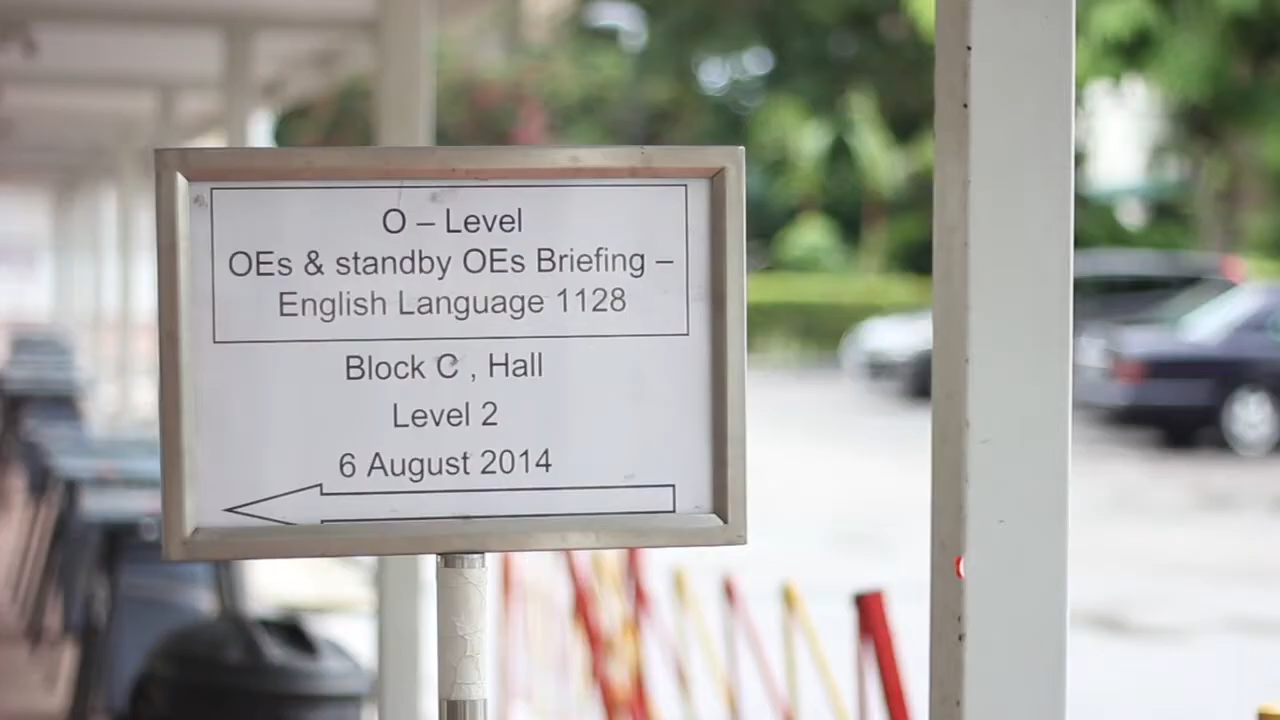 O – Level
OEs & standby OEs Briefing –
English Language 1128
Block C , Hall
Level 2
6 August 2014